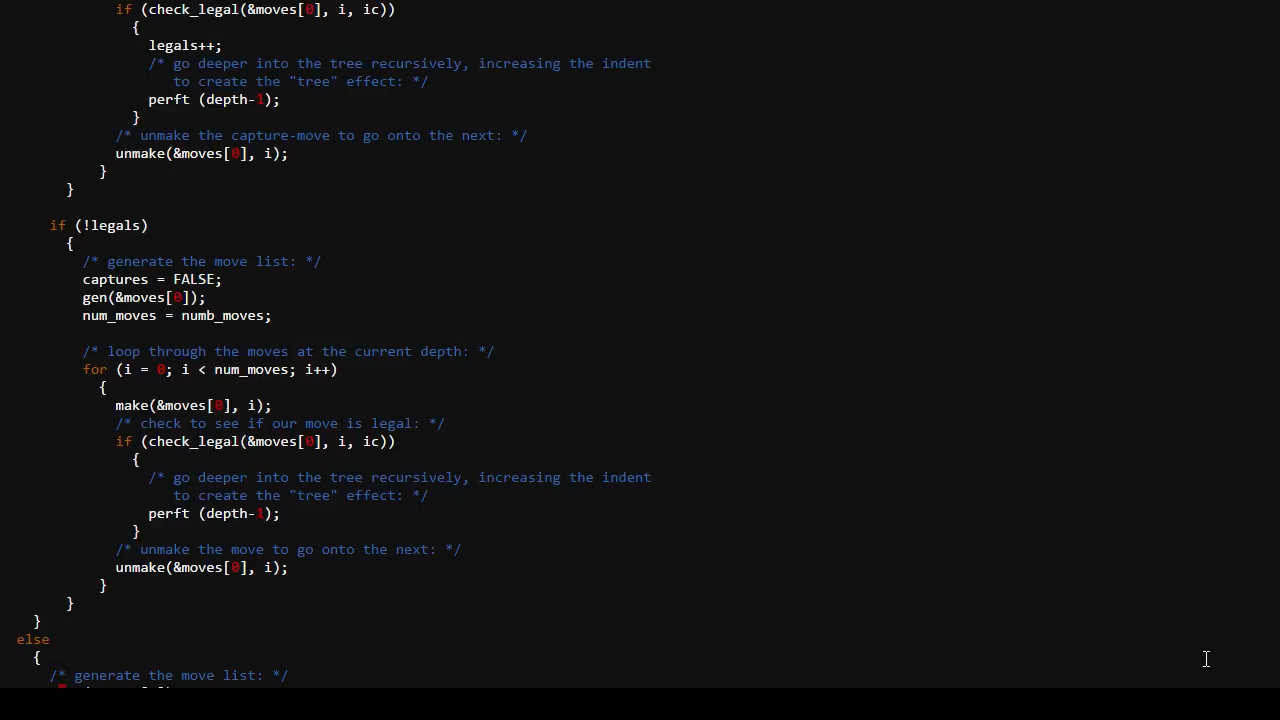 if (check_legal(&moves[0], i, ic))
{
legals++;
/* go deeper into the tree recursively, increasing the indent
to create the "tree" effect: */
perft (depth-1);
}
/* unmake the capture-move to go onto the next: */
unmake(&moves[0], i);
}
}
if (!legals)
{
/* generate the move list: */
captures = FALSE;
gen(&moves[0]);
num_moves = numb_moves;
/* loop through the moves at the current depth: */
for (i = 0; i < num_moves; i++)
{
make(&moves[0], i);
/* check to see if our move is legal: */
if (check_legal(&moves[0], i, ic))
{
/* go deeper into the tree recursively, increasing the indent
to create the "tree" effect: */
perft (depth-1);
}
/* unmake the move to go onto the next: */
unmake(&moves[0], i);
}
}
}
else
{
/* generate the move list: */